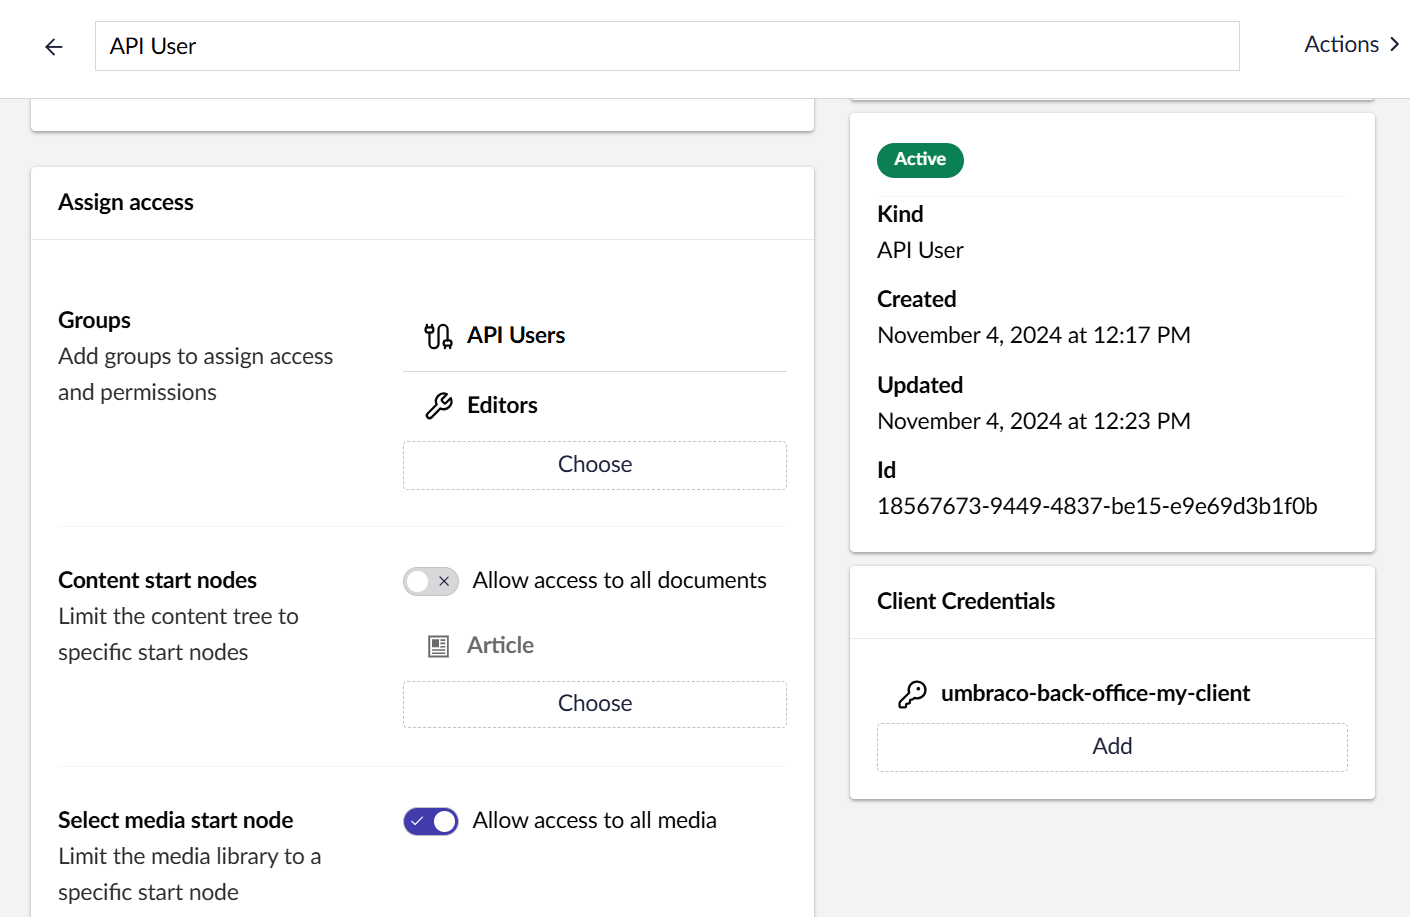 API User
Actions
Assign access
Groups
Add groups to assign access
and permissions
API Users
Editors
Choose
Content start nodes
Limit the content tree to
specific start nodes
Allow access to all documents
Article
Choose
Select media start node
Limit the media library to a
specific start node
Allow access to all media
Active
Kind
API User
Created
November 4, 2024 at 12:17 PM
Updated
November 4, 2024 at 12:23 PM
Id
18567673-9449-4837-be15-e9e69d3b1f0b
Client Credentials
umbraco-back-office-my-client
Add